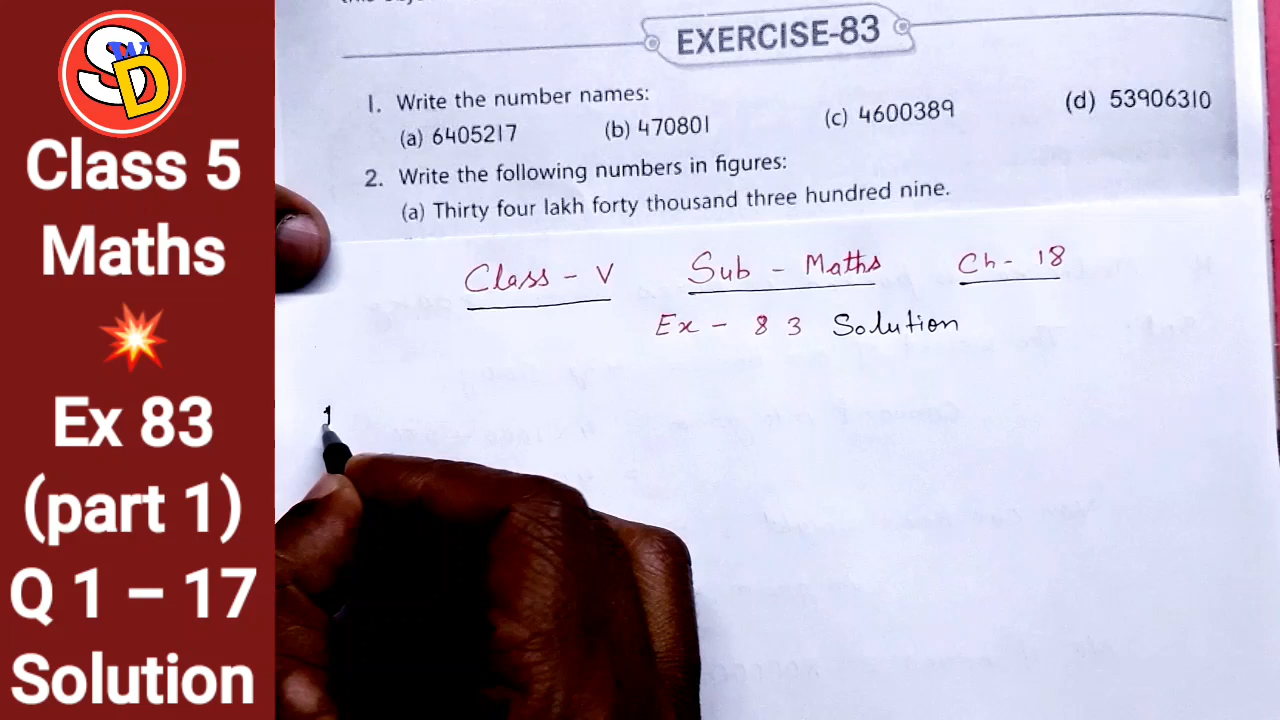 SWD
Class 5
Maths
💥
Ex 83
(part 1)
Q 1 – 17
Solution
EXERCISE-83
1. Write the number names:
(a) 6405217 (b) 470801 (c) 4600389 (d) 53906310
2. Write the following numbers in figures:
(a) Thirty four lakh forty thousand three hundred nine.
Class - V Sub - Maths Ch - 18
Ex - 83 Solution
1